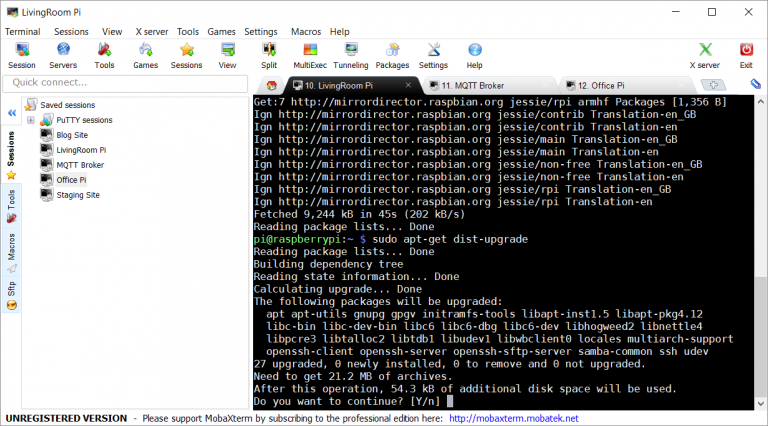 LivingRoom Pi
Terminal Sessions View X server Tools Games Settings Macros Help
Session Servers Tools Games Sessions View Split MultiExec Tunneling Packages Settings Help X server Exit
Quick connect...
10. LivingRoom Pi 11. MQTT Broker 12. Office Pi
Saved sessions
PuTTY sessions
Blog Site
LivingRoom Pi
MQTT Broker
Office Pi
Staging Site
Sessions
Tools
Macros
Sftp
Get:7 http://mirrordirector.raspbian.org jessie/rpi armhf Packages [1,356 B]
Ign http://mirrordirector.raspbian.org jessie/contrib Translation-en_GB
Ign http://mirrordirector.raspbian.org jessie/contrib Translation-en
Ign http://mirrordirector.raspbian.org jessie/main Translation-en_GB
Ign http://mirrordirector.raspbian.org jessie/main Translation-en
Ign http://mirrordirector.raspbian.org jessie/non-free Translation-en_GB
Ign http://mirrordirector.raspbian.org jessie/non-free Translation-en
Ign http://mirrordirector.raspbian.org jessie/rpi Translation-en_GB
Ign http://mirrordirector.raspbian.org jessie/rpi Translation-en
Fetched 9,244 kB in 45s (202 kB/s)
Reading package lists... Done
pi@raspberrypi:~ $ sudo apt-get dist-upgrade
Reading package lists... Done
Building dependency tree
Reading state information... Done
Calculating upgrade... Done
The following packages will be upgraded:
apt apt-utils gnupg gpgv initramfs-tools libapt-inst1.5 libapt-pkg4.12
libc-bin libc-dev-bin libc6 libc6-dbg libc6-dev libhogweed2 libnettle4
libpcre3 libtalloc2 libtdb1 libudev1 libwbclient0 locales multiarch-support
openssh-client openssh-server openssh-sftp-server samba-common ssh udev
27 upgraded, 0 newly installed, 0 to remove and 0 not upgraded.
Need to get 21.2 MB of archives.
After this operation, 54.3 kB of additional disk space will be used.
Do you want to continue? [Y/n]
UNREGISTERED VERSION - Please support MobaXterm by subscribing to the professional edition here: http://mobaxterm.mobatek.net